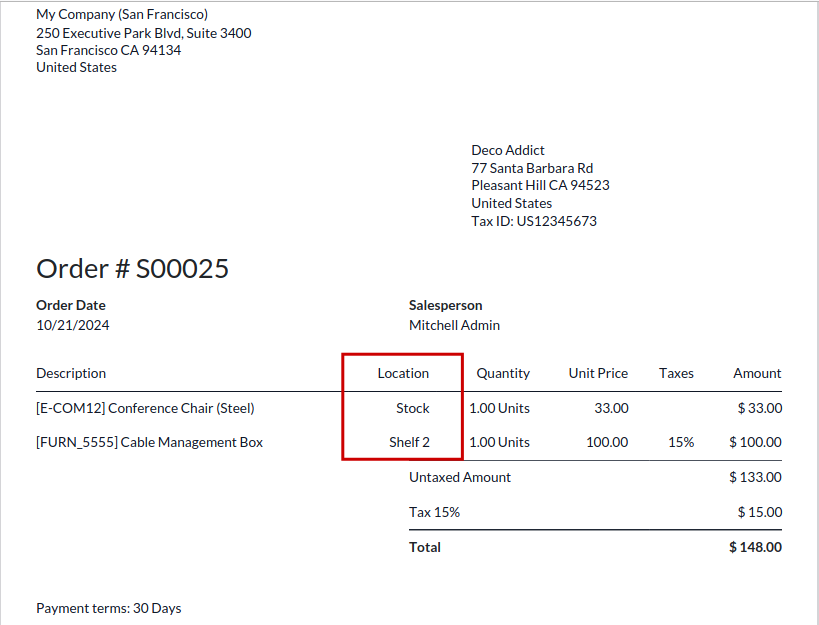 My Company (San Francisco)
250 Executive Park Blvd, Suite 3400
San Francisco CA 94134
United States
Deco Addict
77 Santa Barbara Rd
Pleasant Hill CA 94523
United States
Tax ID: US12345673
Order # S00025
Order Date Salesperson
10/21/2024 Mitchell Admin
Description Location Quantity Unit Price Taxes Amount
[E-COM12] Conference Chair (Steel) Stock 1.00 Units 33.00 $ 33.00
[FURN_5555] Cable Management Box Shelf 2 1.00 Units 100.00 15% $ 100.00
Untaxed Amount $ 133.00
Tax 15% $ 15.00
Total $ 148.00
Payment terms: 30 Days